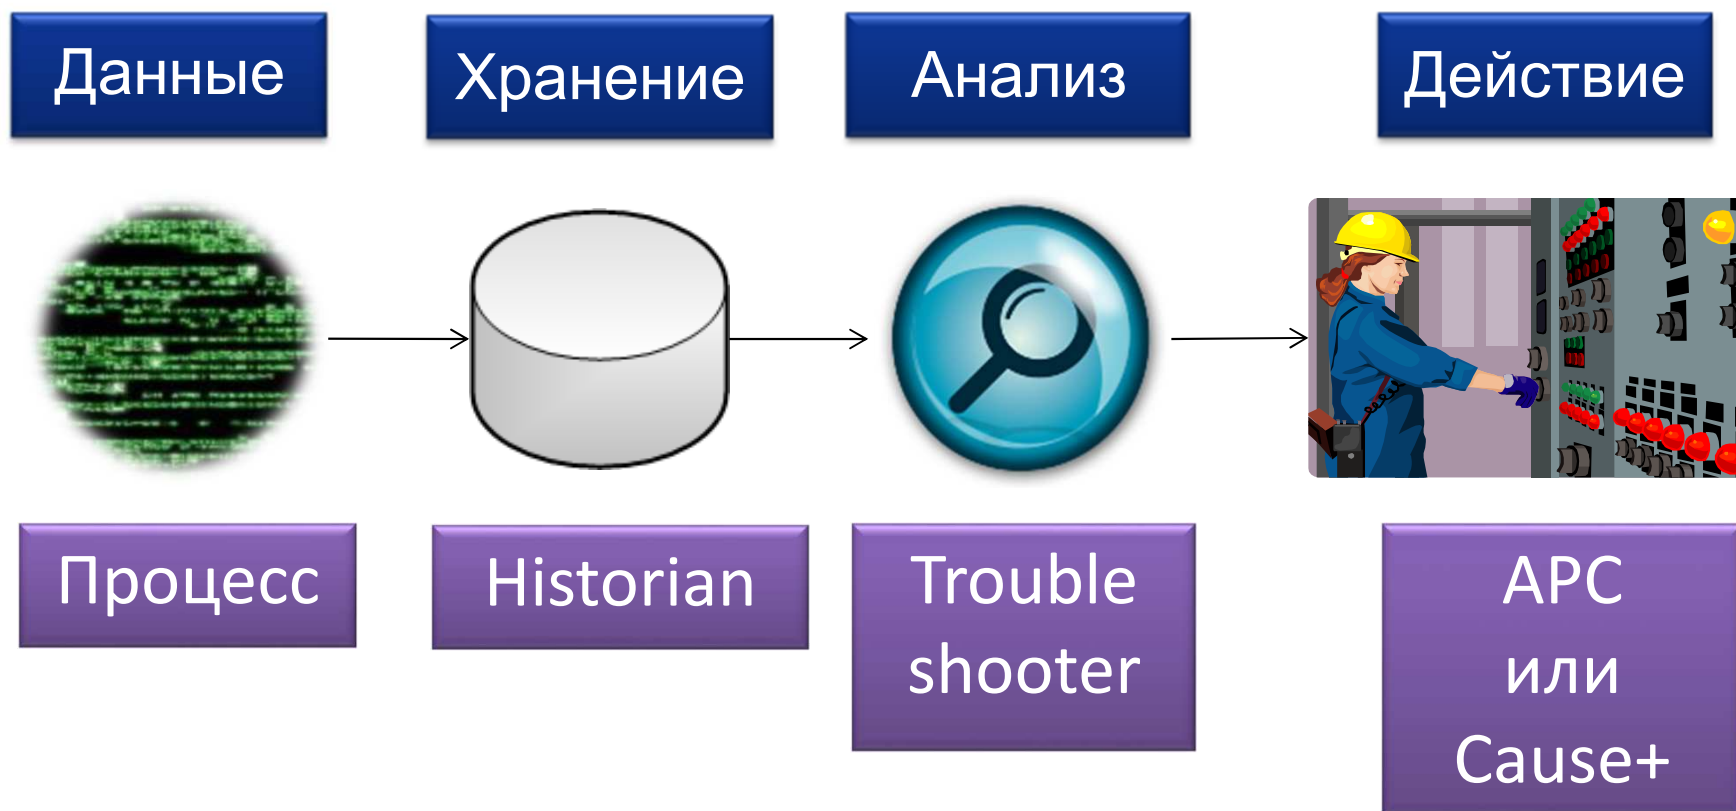 Данные
Хранение
Анализ
Действие
Процесс
Historian
Trouble
shooter
APC
или
Cause+